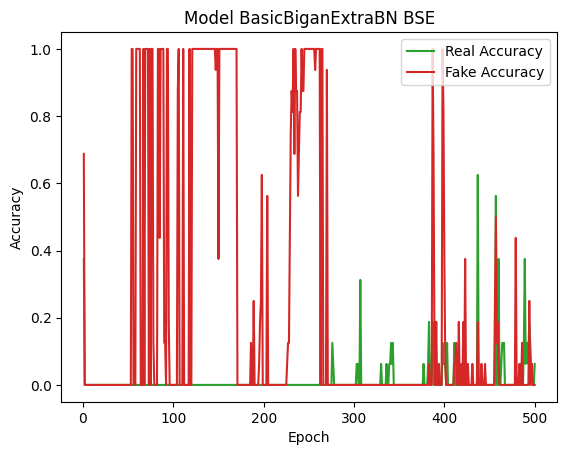 Model BasicBiganExtraBN BSE
Real Accuracy
Fake Accuracy
Accuracy
1.0
0.8
0.6
0.4
0.2
0.0
0
100
200
300
400
500
Epoch